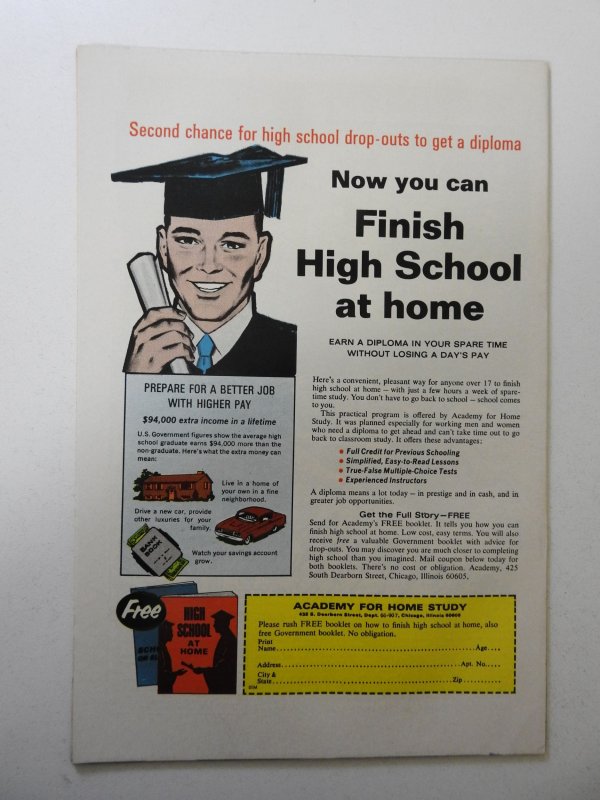 Second chance for high school drop-outs to get a diploma
Now you can
Finish
High School
at home
EARN A DIPLOMA IN YOUR SPARE TIME
WITHOUT LOSING A DAY'S PAY
PREPARE FOR A BETTER JOB
WITH HIGHER PAY
$94,000 extra income in a lifetime
U.S. Government figures show the average high
school graduate earns $94,000 more than the
non-graduate. Here's what the extra money can
mean:
Live in a home of
your own in a fine
neighborhood.
Drive a new car, provide
other luxuries for your
family.
BANK
BOOK
Watch your savings account
grow.
Here's a convenient, pleasant way for anyone over 17 to finish
high school at home — with just a few hours a week of spare-
time study. You don't have to go back to school — school comes
to you.
This practical program is offered by Academy for Home
Study. It was planned especially for working men and women
who need a diploma to get ahead and can't take time out to go
back to classroom study. It offers these advantages:
• Full Credit for Previous Schooling
• Simplified, Easy-to-Read Lessons
• True-False Multiple-Choice Tests
• Experienced Instructors
A diploma means a lot today — in prestige and in cash, and in
greater job opportunities.
Get the Full Story—FREE
Send for Academy's FREE booklet. It tells you how you can
finish high school at home. Low cost, easy terms. You will also
receive free a valuable Government booklet with advice for
drop-outs. You may discover you are much closer to completing
high school than you imagined. Mail coupon below today for
both booklets. There's no cost or obligation. Academy, 425
South Dearborn Street, Chicago, Illinois 60605.
Free
HIGH
SCHOOL
AT
HOME
ACADEMY FOR HOME STUDY
425 S. Dearborn Street, Dept. Chicago, Illinois 60605
Please rush FREE booklet on how to finish high school at home, also
free Government booklet. No obligation.
Print
Name Age
Address Apt. No.
City &
State Zip